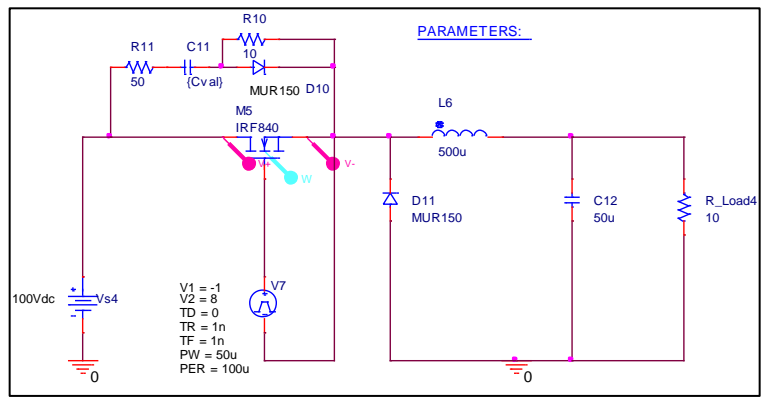 R10
PARAMETERS:
R11
C11
10
50
{Cval}
MUR150
D10
M5
IRF840
L6
500u
V+
W
V-
D11
MUR150
C12
50u
R_Load4
10
100Vdc
Vs4
V1 = -1
V2 = 8
TD = 0
TR = 1n
TF = 1n
PW = 50u
PER = 100u
V7
0
0